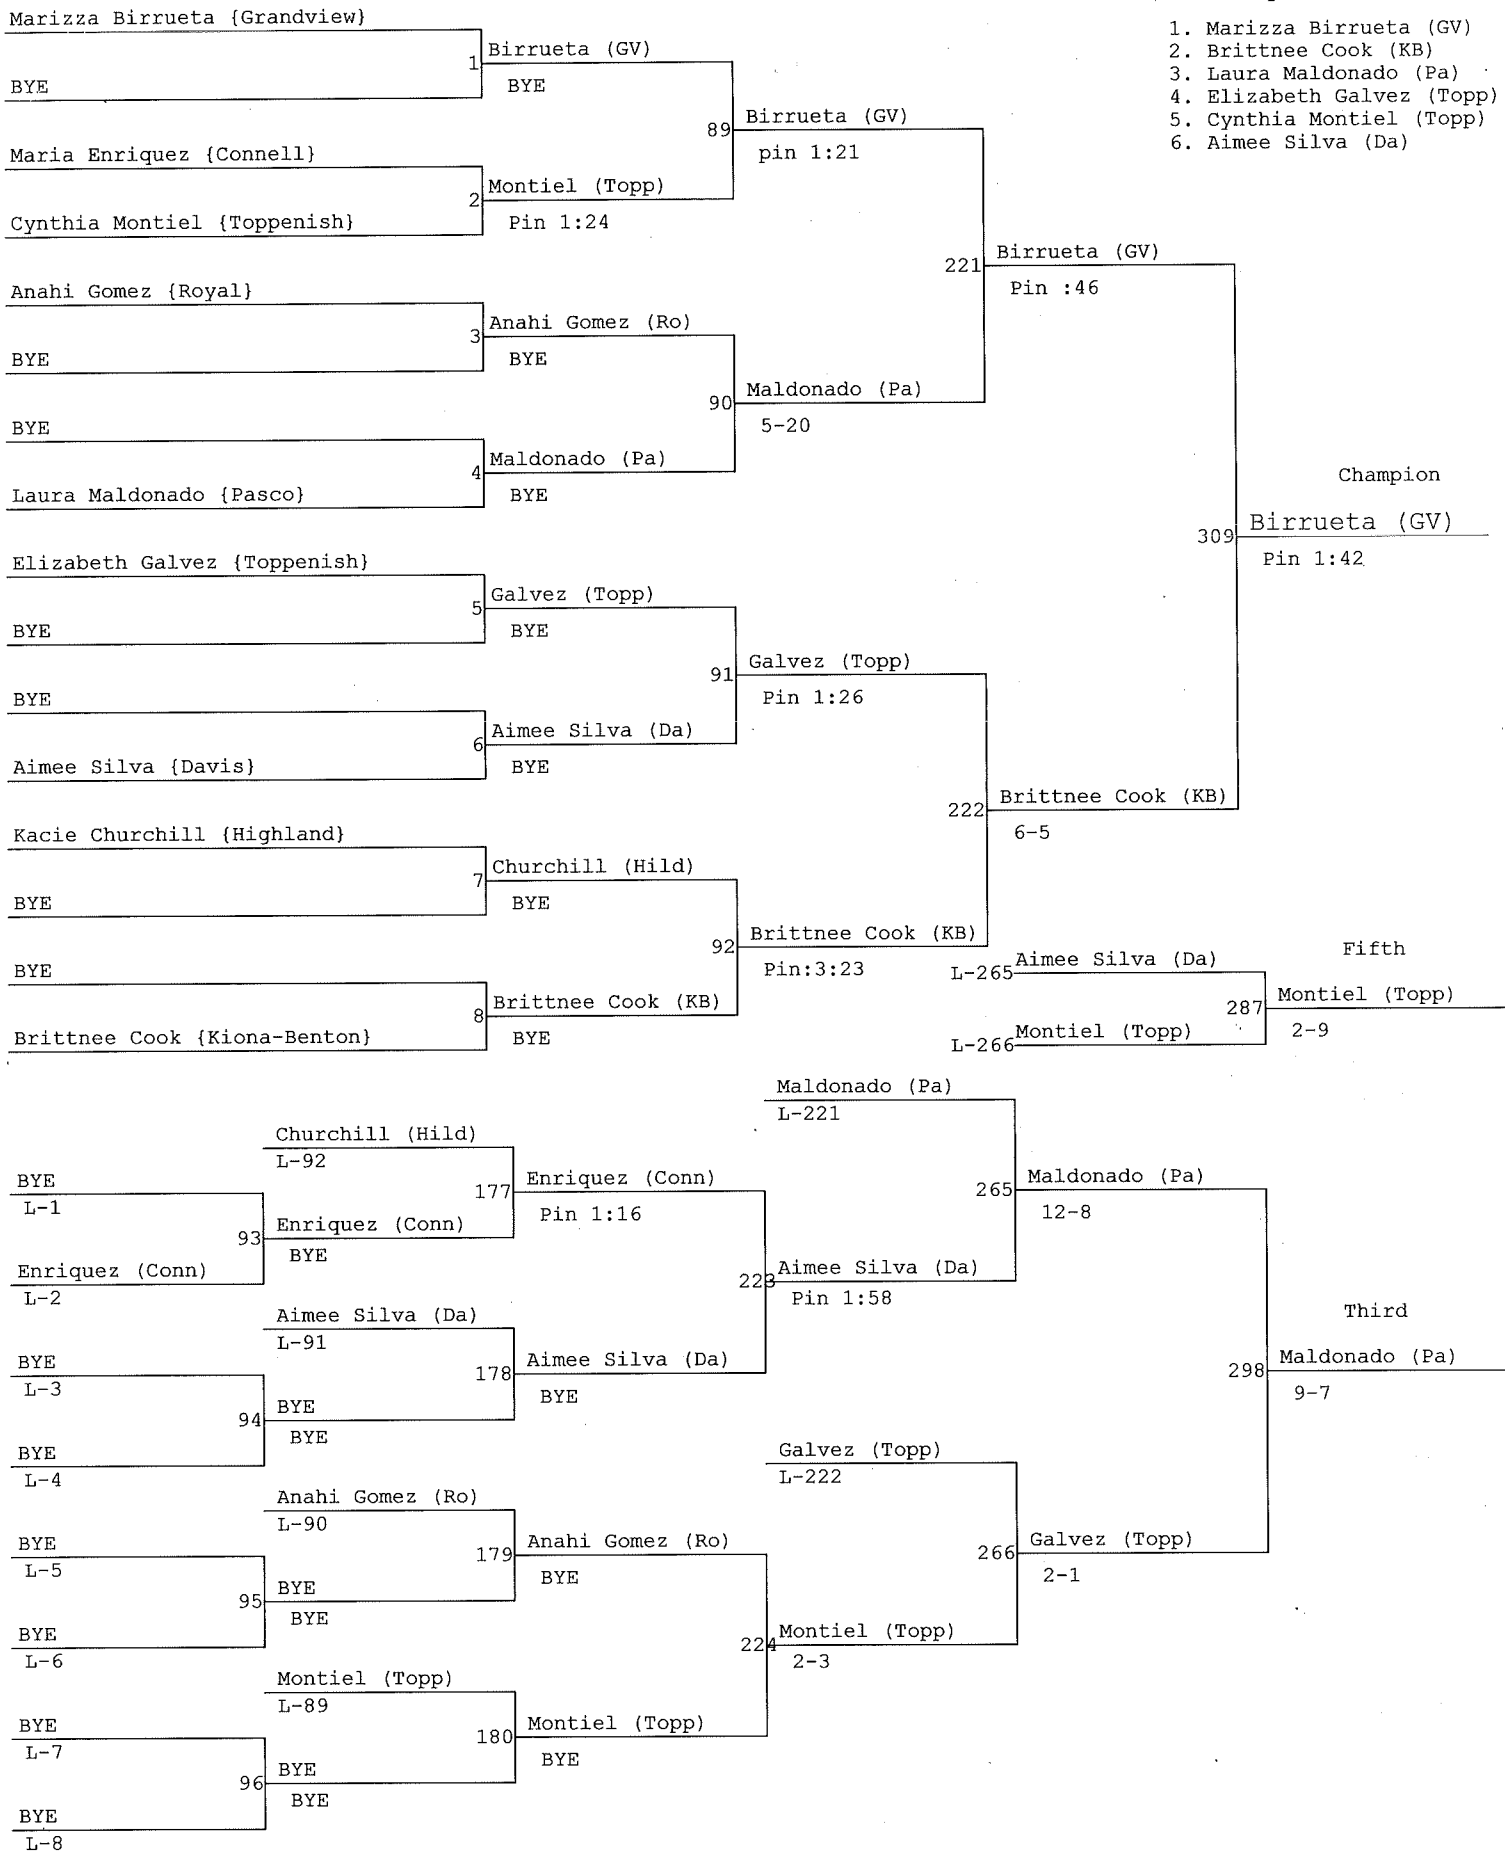 1. Marizza Birrueta (GV)
2. Brittnee Cook (KB)
3. Laura Maldonado (Pa)
4. Elizabeth Galvez (Topp)
5. Cynthia Montiel (Topp)
6. Aimee Silva (Da)
Marizza Birrueta {Grandview}
1 Birrueta (GV)
BYE
BYE
89 Birrueta (GV)
pin 1:21
Maria Enriquez {Connell}
2 Montiel (Topp)
Pin 1:24
Cynthia Montiel {Toppenish}
221 Birrueta (GV)
Pin :46
Anahi Gomez {Royal}
3 Anahi Gomez (Ro)
BYE
BYE
90 Maldonado (Pa)
5-20
BYE
4 Maldonado (Pa)
BYE
Laura Maldonado {Pasco}
Champion
309 Birrueta (GV)
Pin 1:42
Elizabeth Galvez {Toppenish}
5 Galvez (Topp)
BYE
BYE
91 Galvez (Topp)
Pin 1:26
BYE
6 Aimee Silva (Da)
BYE
Aimee Silva {Davis}
222 Brittnee Cook (KB)
6-5
Kacie Churchill {Highland}
7 Churchill (Hild)
BYE
BYE
92 Brittnee Cook (KB)
Pin:3:23
BYE
8 Brittnee Cook (KB)
BYE
Brittnee Cook {Kiona-Benton}
Fifth
L-265 Aimee Silva (Da)
287 Montiel (Topp)
2-9
L-266 Montiel (Topp)
Maldonado (Pa)
L-221
Churchill (Hild)
L-92
BYE
L-1
177 Enriquez (Conn)
Pin 1:16
265 Maldonado (Pa)
12-8
93 Enriquez (Conn)
BYE
Enriquez (Conn)
L-2
223 Aimee Silva (Da)
Pin 1:58
Aimee Silva (Da)
L-91
Third
BYE
L-3
178 Aimee Silva (Da)
BYE
298 Maldonado (Pa)
9-7
94 BYE
BYE
BYE
L-4
Galvez (Topp)
L-222
Anahi Gomez (Ro)
L-90
BYE
L-5
179 Anahi Gomez (Ro)
BYE
266 Galvez (Topp)
2-1
95 BYE
BYE
BYE
L-6
224 Montiel (Topp)
2-3
Montiel (Topp)
L-89
BYE
L-7
180 Montiel (Topp)
BYE
96 BYE
BYE
BYE
L-8